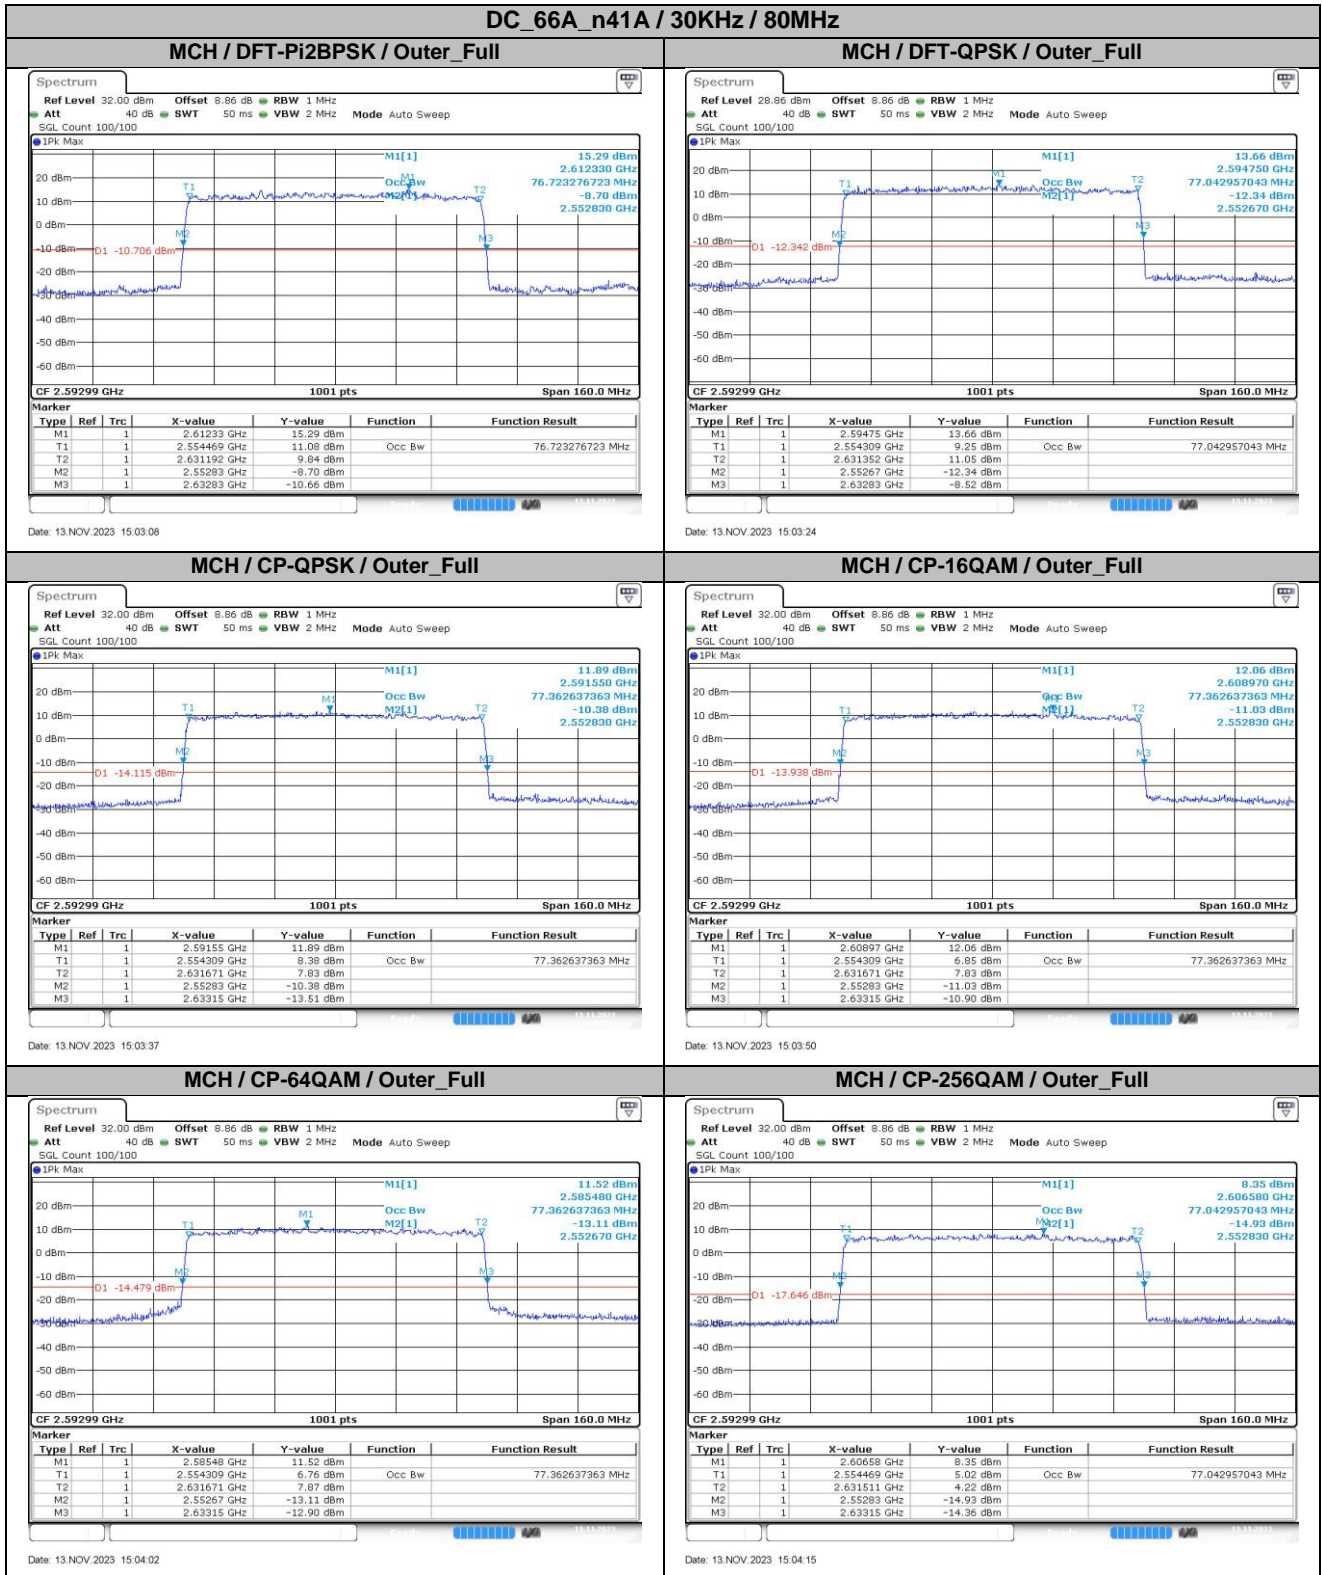 DC_66A_n41A / 30KHz / 80MHz
MCH / DFT-Pi2BPSK / Outer_Full
Spectrum
Ref Level 32.00 dBm Offset 8.86 dB RBW 1 MHz
Att 40 dB SWT 50 ms VBW 2 MHz Mode Auto Sweep
SGL Count 100/100
1Pk Max
M1[1] 15.29 dBm
2.612330 GHz
Occ Bw 76.723276723 MHz
M2[1] -8.70 dBm
2.552830 GHz
20 dBm
10 dBm
0 dBm
-10 dBm
D1 -10.706 dBm
-20 dBm
-30 dBm
-40 dBm
-50 dBm
-60 dBm
T1
M1
T2
M2
M3
CF 2.59299 GHz 1001 pts Span 160.0 MHz
Marker
Type Ref Trc X-value Y-value Function Function Result
M1 1 2.61233 GHz 15.29 dBm
T1 1 2.554469 GHz 11.08 dBm Occ Bw 76.723276723 MHz
T2 1 2.631192 GHz 9.84 dBm
M2 1 2.55283 GHz -8.70 dBm
M3 1 2.63283 GHz -10.66 dBm
Date: 13.NOV.2023 15:03:08
MCH / DFT-QPSK / Outer_Full
Spectrum
Ref Level 28.86 dBm Offset 8.86 dB RBW 1 MHz
Att 40 dB SWT 50 ms VBW 2 MHz Mode Auto Sweep
SGL Count 100/100
1Pk Max
M1[1] 13.66 dBm
2.594750 GHz
Occ Bw 77.042957043 MHz
M2[1] -12.34 dBm
2.552670 GHz
20 dBm
10 dBm
0 dBm
-10 dBm
D1 -12.342 dBm
-20 dBm
-30 dBm
-40 dBm
-50 dBm
-60 dBm
T1
M1
T2
M2
M3
CF 2.59299 GHz 1001 pts Span 160.0 MHz
Marker
Type Ref Trc X-value Y-value Function Function Result
M1 1 2.59475 GHz 13.66 dBm
T1 1 2.554309 GHz 9.25 dBm Occ Bw 77.042957043 MHz
T2 1 2.631352 GHz 11.05 dBm
M2 1 2.55267 GHz -12.34 dBm
M3 1 2.63283 GHz -8.52 dBm
Date: 13.NOV.2023 15:03:24
MCH / CP-QPSK / Outer_Full
Spectrum
Ref Level 32.00 dBm Offset 8.86 dB RBW 1 MHz
Att 40 dB SWT 50 ms VBW 2 MHz Mode Auto Sweep
SGL Count 100/100
1Pk Max
M1[1] 11.89 dBm
2.591550 GHz
Occ Bw 77.362637363 MHz
M2[1] -10.38 dBm
2.552830 GHz
20 dBm
10 dBm
0 dBm
-10 dBm
D1 -14.115 dBm
-20 dBm
-30 dBm
-40 dBm
-50 dBm
-60 dBm
T1
M1
T2
M2
M3
CF 2.59299 GHz 1001 pts Span 160.0 MHz
Marker
Type Ref Trc X-value Y-value Function Function Result
M1 1 2.59155 GHz 11.89 dBm
T1 1 2.554309 GHz 8.38 dBm Occ Bw 77.362637363 MHz
T2 1 2.631671 GHz 7.83 dBm
M2 1 2.55283 GHz -10.38 dBm
M3 1 2.63315 GHz -13.51 dBm
Date: 13.NOV.2023 15:03:37
MCH / CP-16QAM / Outer_Full
Spectrum
Ref Level 32.00 dBm Offset 8.86 dB RBW 1 MHz
Att 40 dB SWT 50 ms VBW 2 MHz Mode Auto Sweep
SGL Count 100/100
1Pk Max
M1[1] 12.06 dBm
2.608970 GHz
Occ Bw 77.362637363 MHz
M2[1] -11.03 dBm
2.552830 GHz
20 dBm
10 dBm
0 dBm
-10 dBm
D1 -13.938 dBm
-20 dBm
-30 dBm
-40 dBm
-50 dBm
-60 dBm
T1
T2
M2
M3
CF 2.59299 GHz 1001 pts Span 160.0 MHz
Marker
Type Ref Trc X-value Y-value Function Function Result
M1 1 2.60897 GHz 12.06 dBm
T1 1 2.554309 GHz 6.85 dBm Occ Bw 77.362637363 MHz
T2 1 2.631671 GHz 7.83 dBm
M2 1 2.55283 GHz -11.03 dBm
M3 1 2.63315 GHz -10.90 dBm
Date: 13.NOV.2023 15:03:50
MCH / CP-64QAM / Outer_Full
Spectrum
Ref Level 32.00 dBm Offset 8.86 dB RBW 1 MHz
Att 40 dB SWT 50 ms VBW 2 MHz Mode Auto Sweep
SGL Count 100/100
1Pk Max
M1[1] 11.52 dBm
2.585480 GHz
Occ Bw 77.362637363 MHz
M2[1] -13.11 dBm
2.552670 GHz
20 dBm
10 dBm
0 dBm
-10 dBm
D1 -14.479 dBm
-20 dBm
-30 dBm
-40 dBm
-50 dBm
-60 dBm
T1
M1
T2
M2
M3
CF 2.59299 GHz 1001 pts Span 160.0 MHz
Marker
Type Ref Trc X-value Y-value Function Function Result
M1 1 2.58548 GHz 11.52 dBm
T1 1 2.554309 GHz 6.76 dBm Occ Bw 77.362637363 MHz
T2 1 2.631671 GHz 7.87 dBm
M2 1 2.55267 GHz -13.11 dBm
M3 1 2.63315 GHz -12.90 dBm
Date: 13.NOV.2023 15:04:02
MCH / CP-256QAM / Outer_Full
Spectrum
Ref Level 32.00 dBm Offset 8.86 dB RBW 1 MHz
Att 40 dB SWT 50 ms VBW 2 MHz Mode Auto Sweep
SGL Count 100/100
1Pk Max
M1[1] 8.35 dBm
2.606580 GHz
Occ Bw 77.042957043 MHz
M2[1] -14.93 dBm
2.552830 GHz
20 dBm
10 dBm
0 dBm
-10 dBm
D1 -17.646 dBm
-20 dBm
-30 dBm
-40 dBm
-50 dBm
-60 dBm
T1
T2
M2
M3
CF 2.59299 GHz 1001 pts Span 160.0 MHz
Marker
Type Ref Trc X-value Y-value Function Function Result
M1 1 2.60658 GHz 8.35 dBm
T1 1 2.554469 GHz 5.02 dBm Occ Bw 77.042957043 MHz
T2 1 2.631511 GHz 4.22 dBm
M2 1 2.55283 GHz -14.93 dBm
M3 1 2.63315 GHz -14.36 dBm
Date: 13.NOV.2023 15:04:15